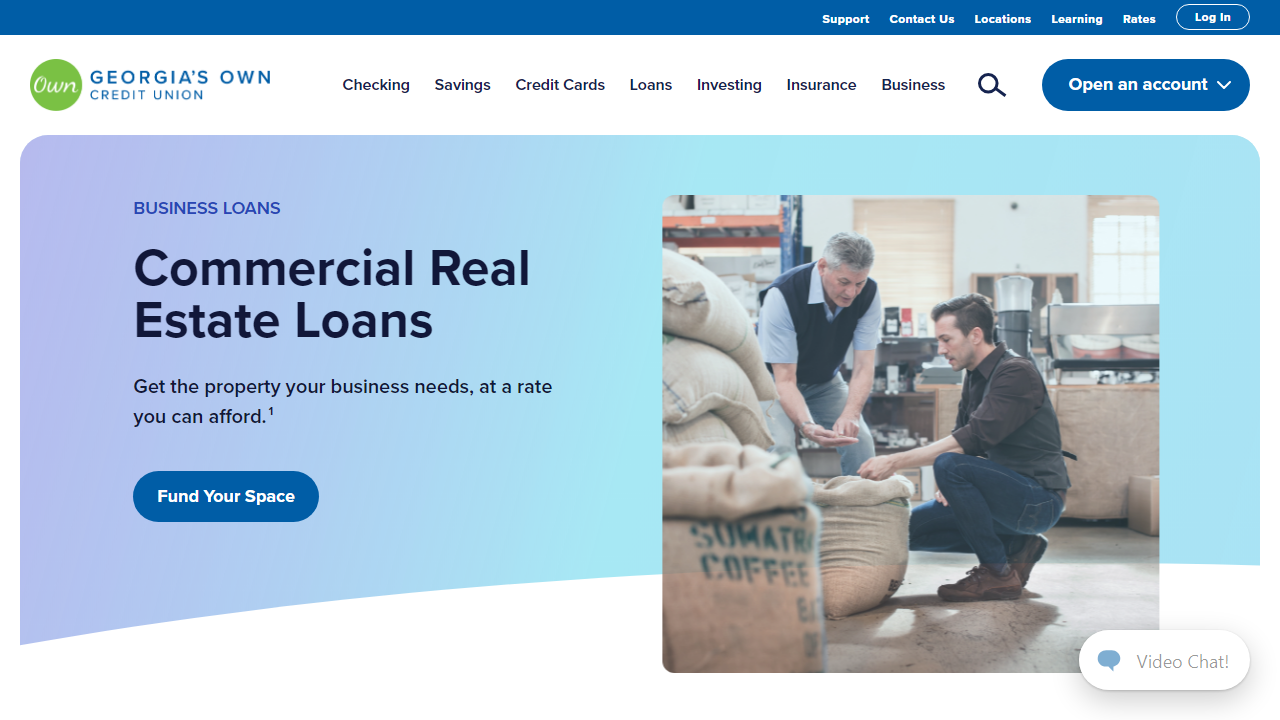 Support Contact Us Locations Learning Rates Log In
Own GEORGIA'S OWN
CREDIT UNION
Checking Savings Credit Cards Loans Investing Insurance Business Open an account
BUSINESS LOANS
Commercial Real
Estate Loans
Get the property your business needs, at a rate
you can afford.¹
Fund Your Space
SUMATRA
COFFEE
Video Chat!